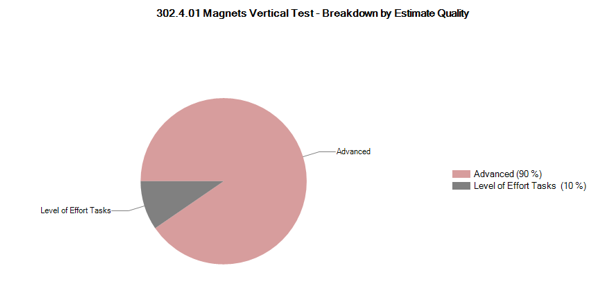 302.4.01 Magnets Vertical Test - Breakdown by Estimate Quality
Advanced
Level of Effort Tasks
Advanced (90 %)
Level of Effort Tasks (10 %)